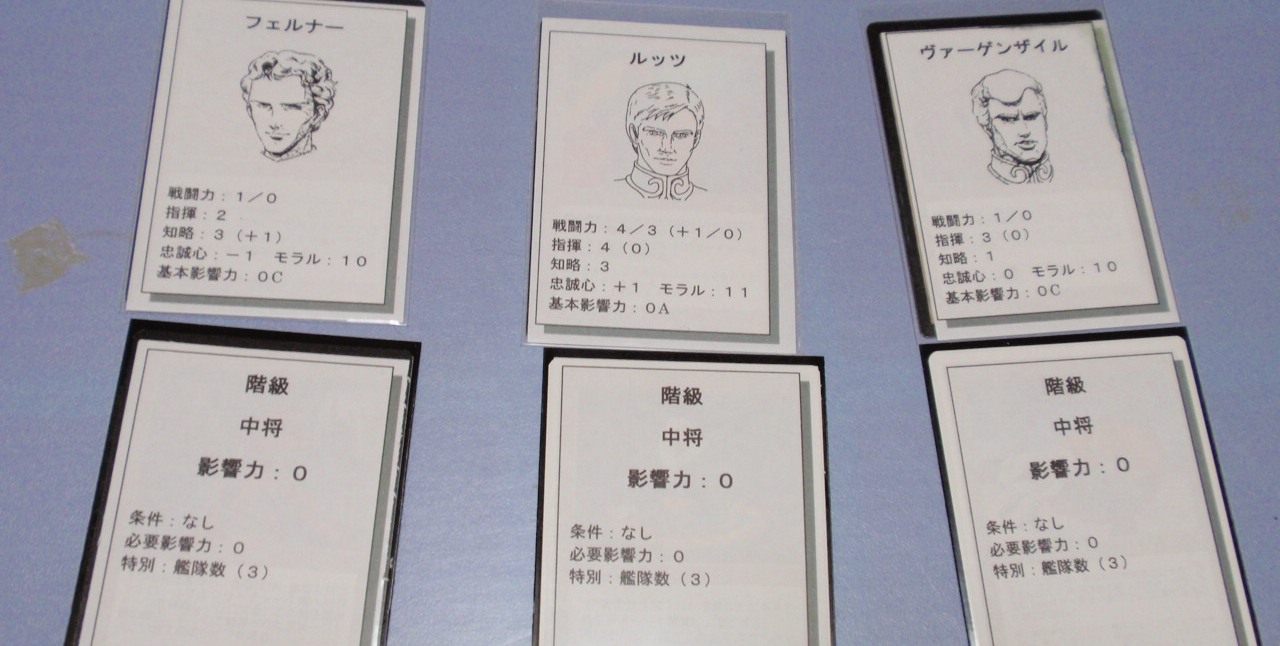 フェルナー
戦闘力：1／0
指揮：2
知略：3（+1）
忠誠心：－1　モラル：10
基本影響力：0C
ルッツ
戦闘力：4／3（+1／0）
指揮：4（0）
知略：3
忠誠心：+1　モラル：11
基本影響力：0A
ヴァーゲンザイル
戦闘力：1／0
指揮：3（0）
知略：1
忠誠心：0　モラル：10
基本影響力：0C
階級
中将
影響力：0
条件：なし
必要影響力：0
特別：艦隊数（3）
階級
中将
影響力：0
条件：なし
必要影響力：0
特別：艦隊数（3）
階級
中将
影響力：0
条件：なし
必要影響力：0
特別：艦隊数（3）